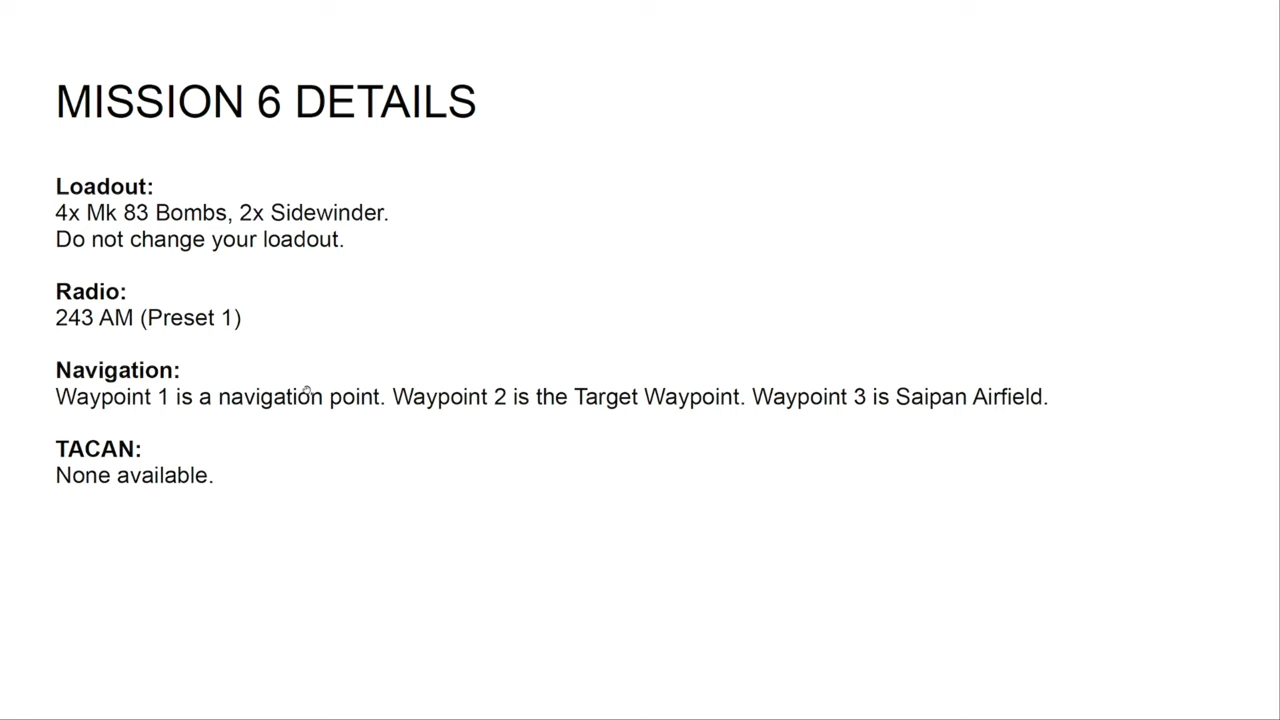 MISSION 6 DETAILS
Loadout:
4x Mk 83 Bombs, 2x Sidewinder.
Do not change your loadout.
Radio:
243 AM (Preset 1)
Navigation:
Waypoint 1 is a navigation point. Waypoint 2 is the Target Waypoint. Waypoint 3 is Saipan Airfield.
TACAN:
None available.